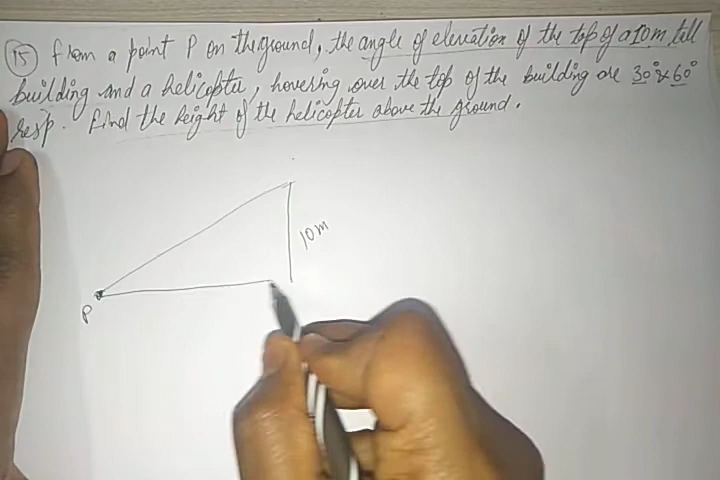 15 from a point P on the ground, the angle of elevation of the top of a 10m tall
building and a helicopter, hovering over the top of the building are 30° & 60°
resp. Find the height of the helicopter above the ground.
10m
P